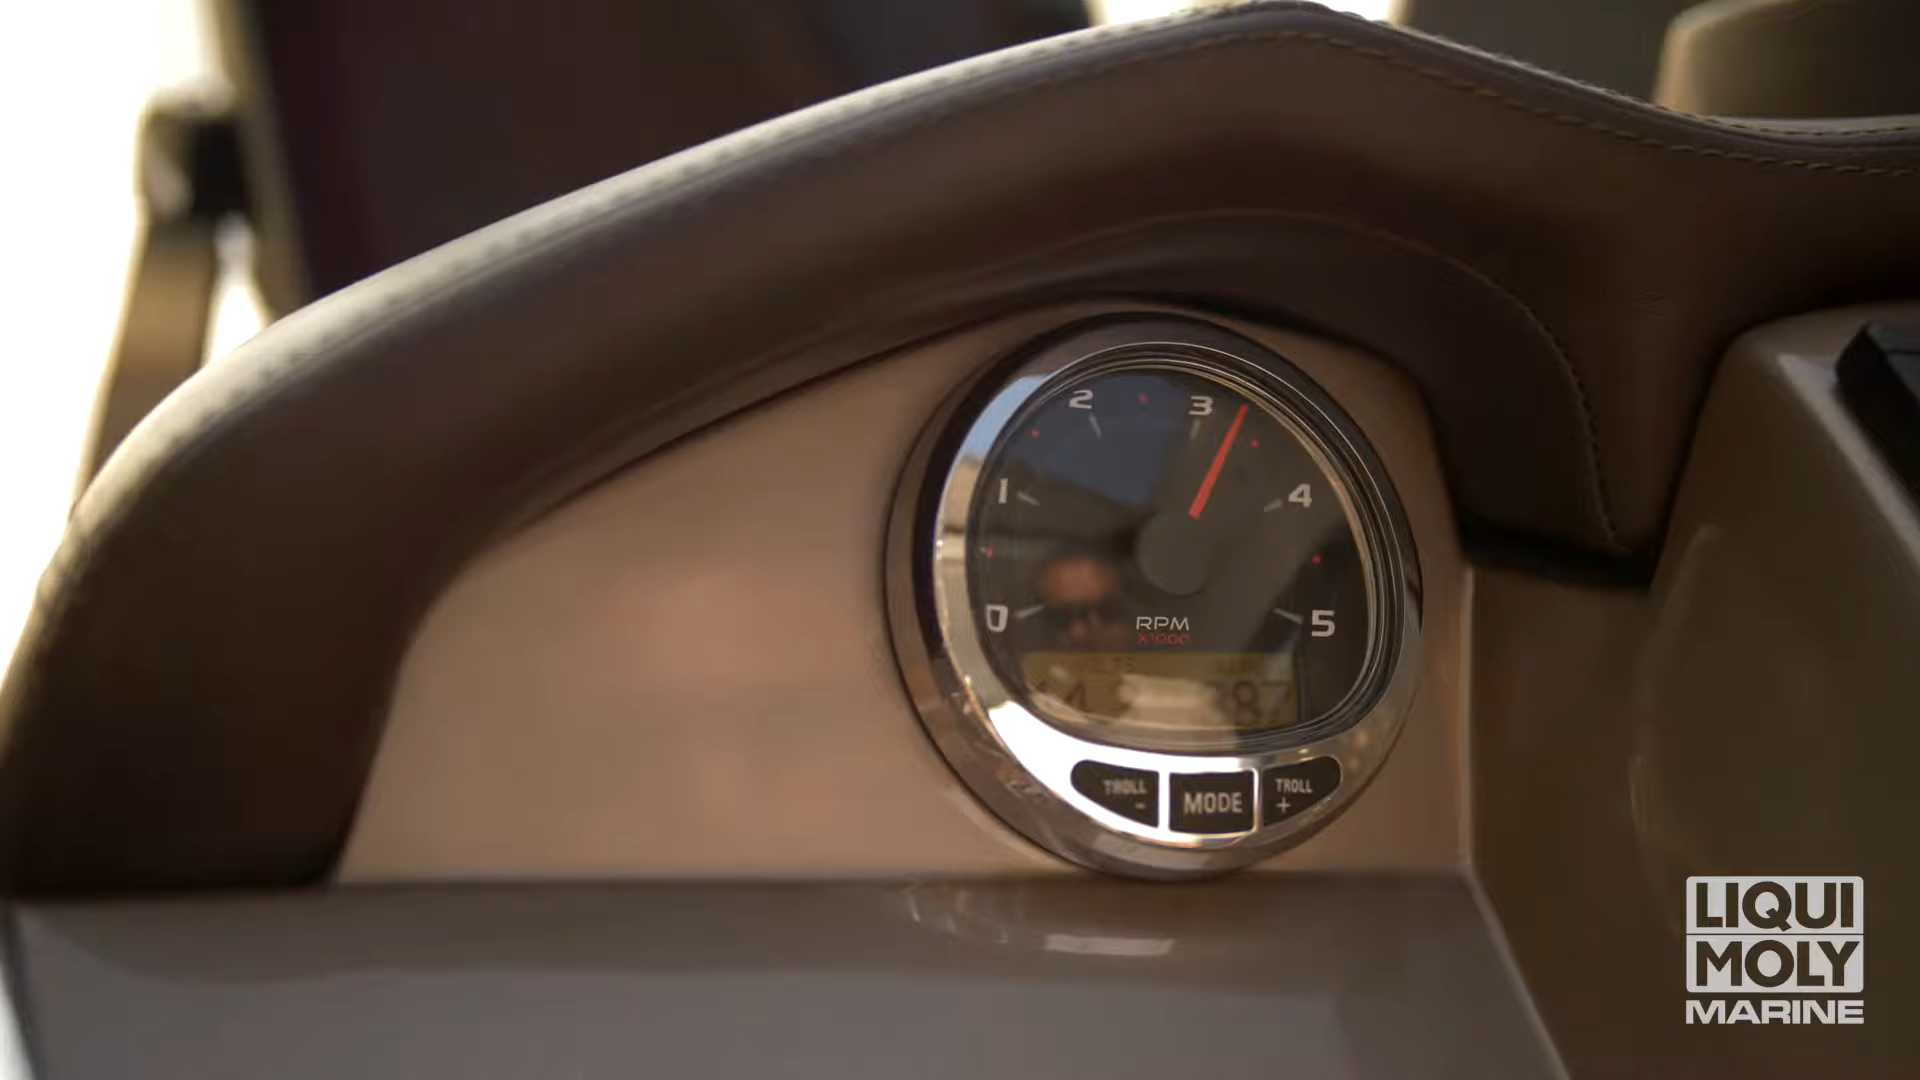 2
3
1
4
0
5
RPM
X1000
TROLL
-
MODE
TROLL
+
LIQUI
MOLY
MARINE